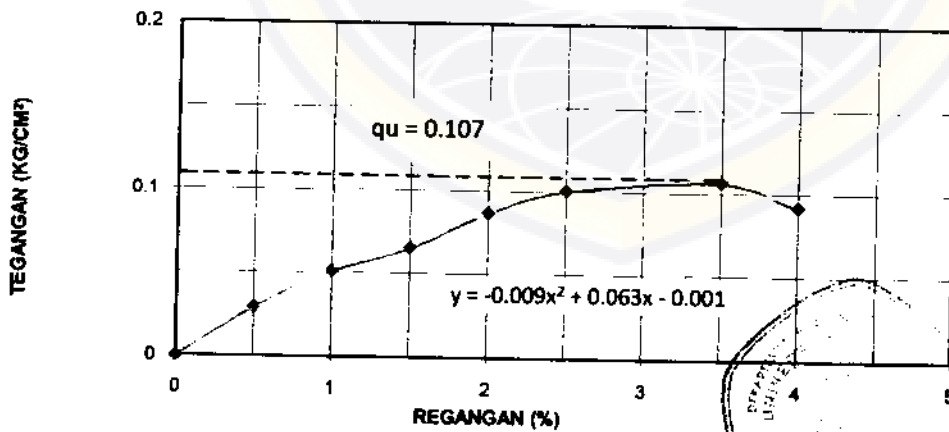 TEGANGAN (KG/CM²)
0.2
0.1
0
qu = 0.107
y = -0.009x² + 0.063x - 0.001
0 1 2 3 4 5
REGANGAN (%)